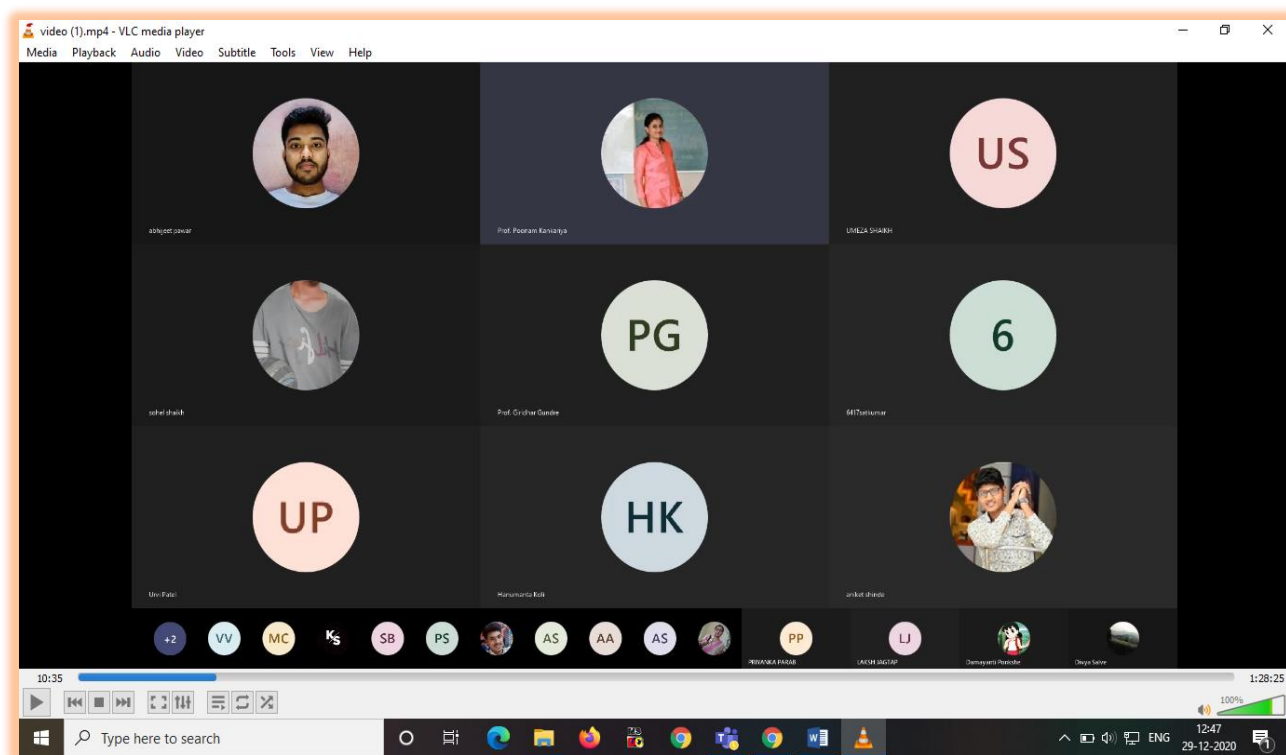 video (1).mp4 - VLC media player
Media Playback Audio Video Subtitle Tools View Help
US
abhijeet pawar
Prof. Poonam Kankariya
UMEZA SHAIKH
PG
6
sohel shaikh
Prof. Giridhar Gundre
6417satkumar
UP
HK
Urvi Patel
Hanumanta Koli
aniket shinde
+2 VV MC KS SB PS AS AA AS PP LJ
PRIYANKA PARAB
LAKSH JAGTAP
Damayanti Ponkshe
Divya Salve
10:35
1:28:25
100%
Type here to search
ENG
12:47
29-12-2020